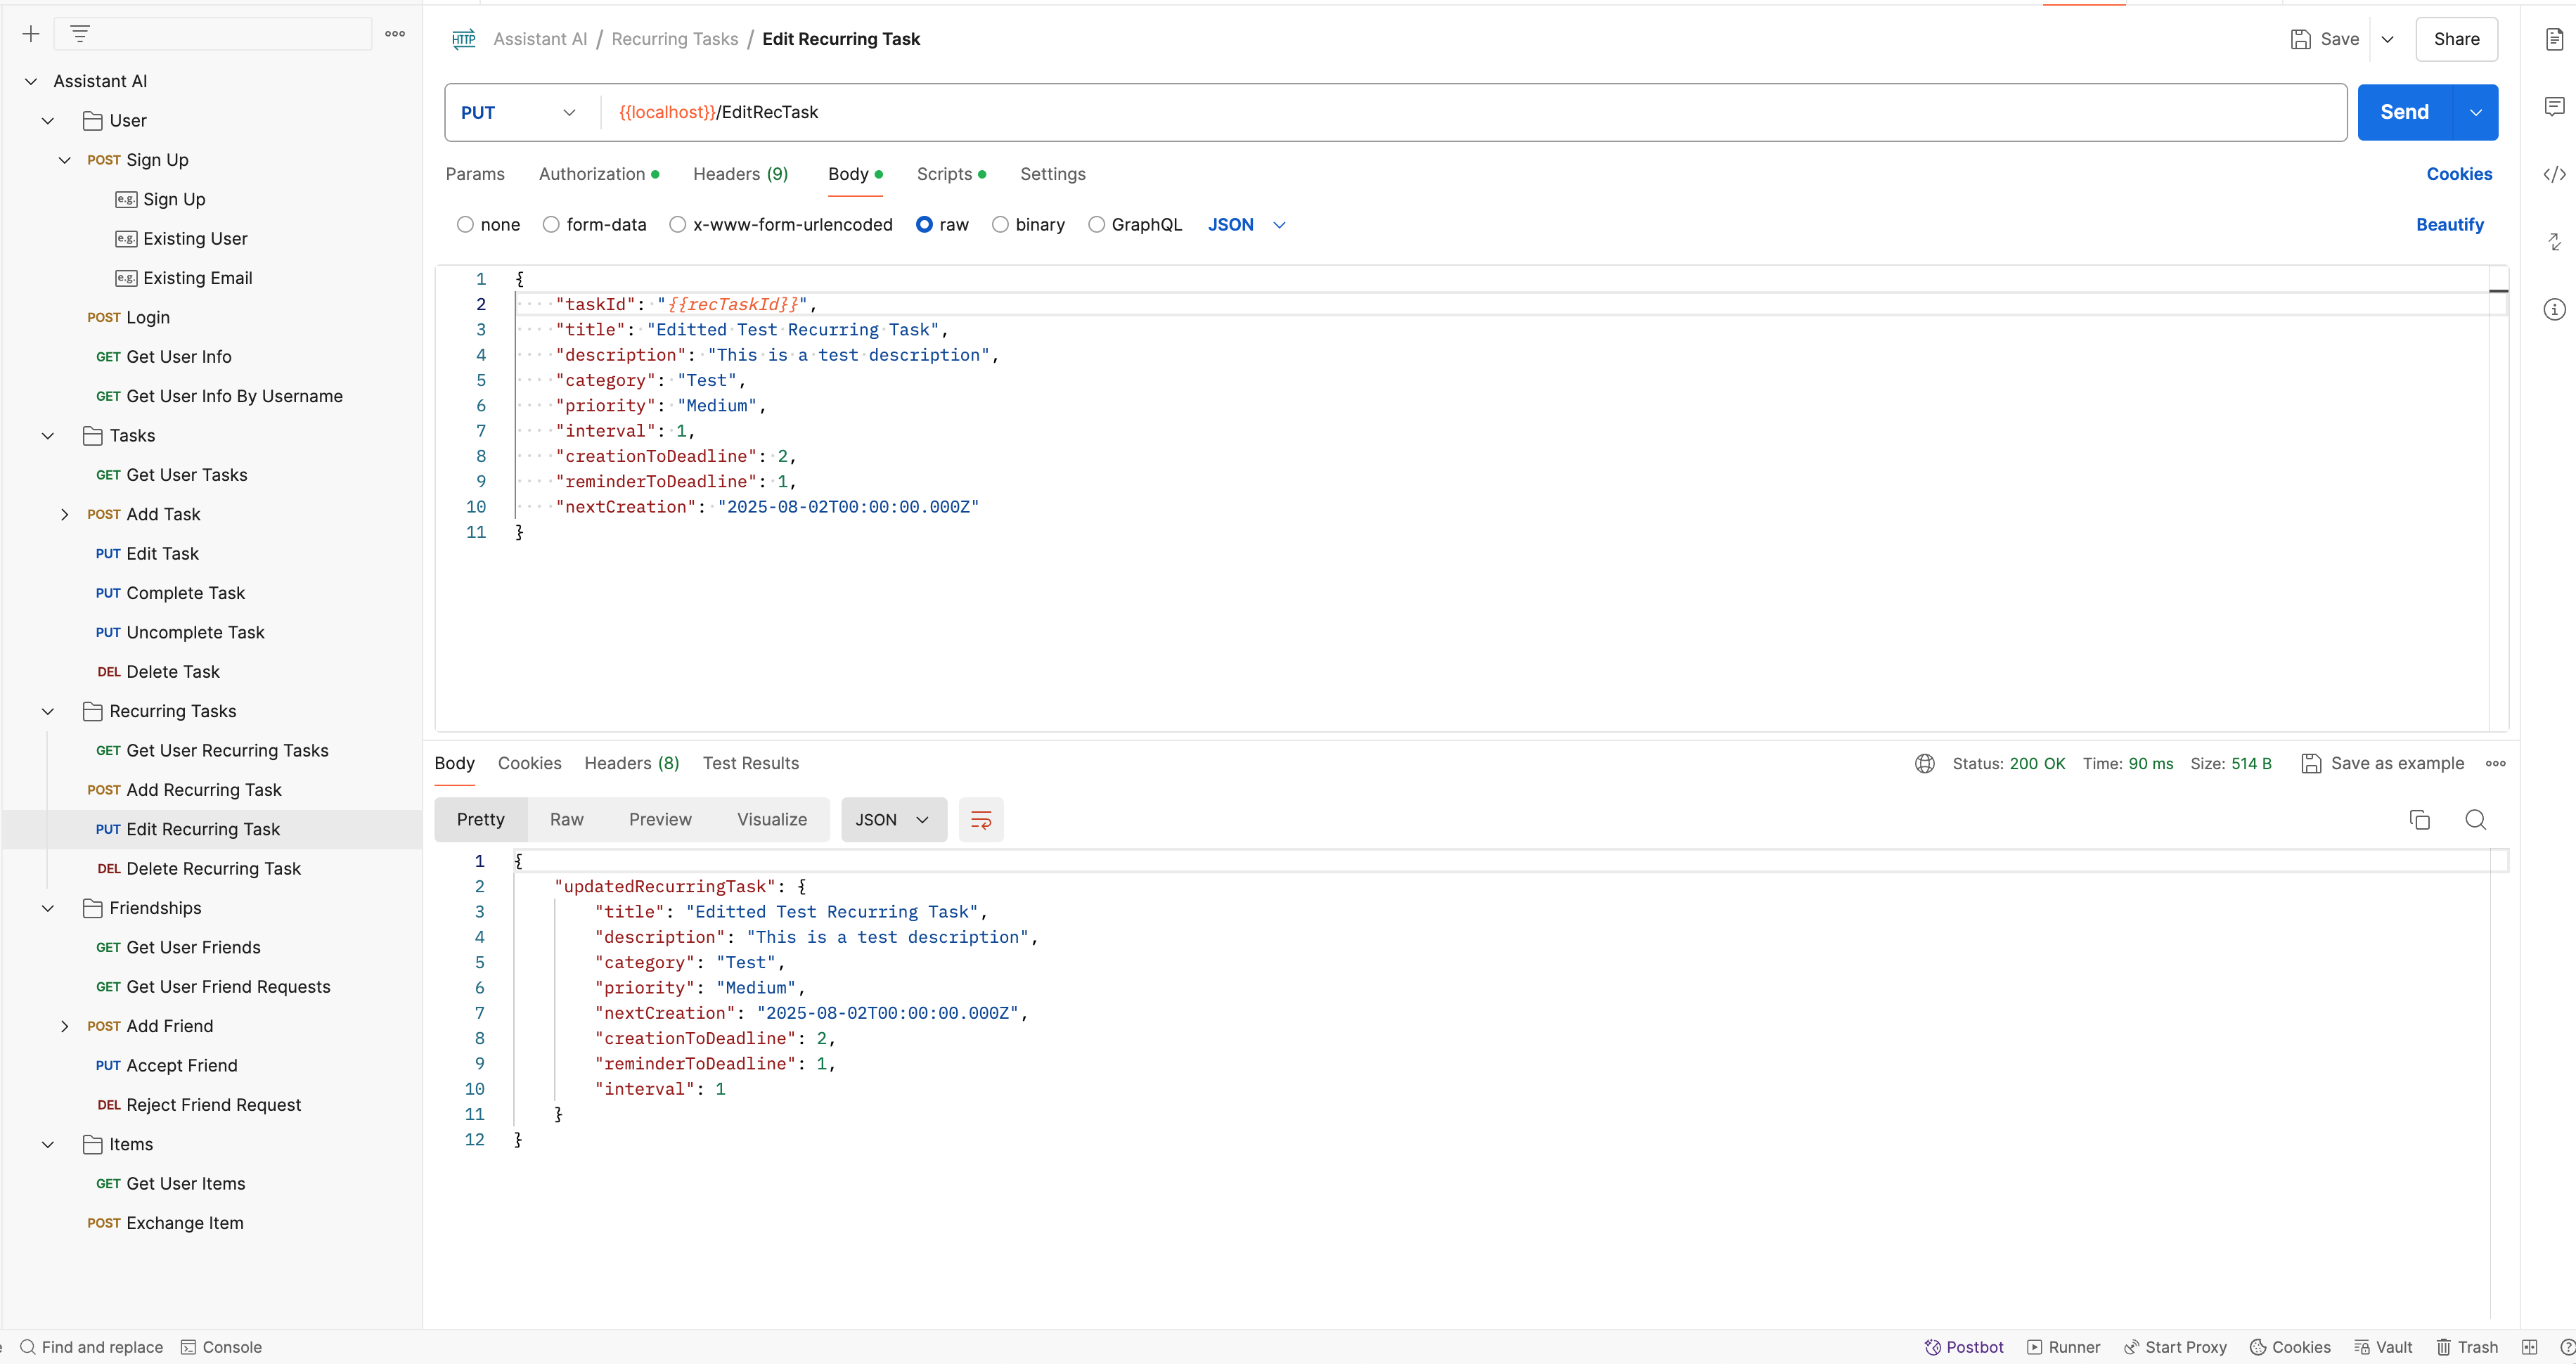 Assistant AI
User
POST Sign Up
e.g. Sign Up
e.g. Existing User
e.g. Existing Email
POST Login
GET Get User Info
GET Get User Info By Username
Tasks
GET Get User Tasks
POST Add Task
PUT Edit Task
PUT Complete Task
PUT Uncomplete Task
DEL Delete Task
Recurring Tasks
GET Get User Recurring Tasks
POST Add Recurring Task
PUT Edit Recurring Task
DEL Delete Recurring Task
Friendships
GET Get User Friends
GET Get User Friend Requests
POST Add Friend
PUT Accept Friend
DEL Reject Friend Request
Items
GET Get User Items
POST Exchange Item
HTTP Assistant AI / Recurring Tasks / Edit Recurring Task
Save Share
PUT {{localhost}}/EditRecTask Send
Params Authorization Headers (9) Body Scripts Settings Cookies
none form-data x-www-form-urlencoded raw binary GraphQL JSON Beautify
1 {
2 "taskId": "{{recTaskId}}",
3 "title": "Editted Test Recurring Task",
4 "description": "This is a test description",
5 "category": "Test",
6 "priority": "Medium",
7 "interval": 1,
8 "creationToDeadline": 2,
9 "reminderToDeadline": 1,
10 "nextCreation": "2025-08-02T00:00:00.000Z"
11 }
Body Cookies Headers (8) Test Results Status: 200 OK Time: 90 ms Size: 514 B Save as example
Pretty Raw Preview Visualize JSON
1 {
2 "updatedRecurringTask": {
3 "title": "Editted Test Recurring Task",
4 "description": "This is a test description",
5 "category": "Test",
6 "priority": "Medium",
7 "nextCreation": "2025-08-02T00:00:00.000Z",
8 "creationToDeadline": 2,
9 "reminderToDeadline": 1,
10 "interval": 1
11 }
12 }
Find and replace Console Postbot Runner Start Proxy Cookies Vault Trash